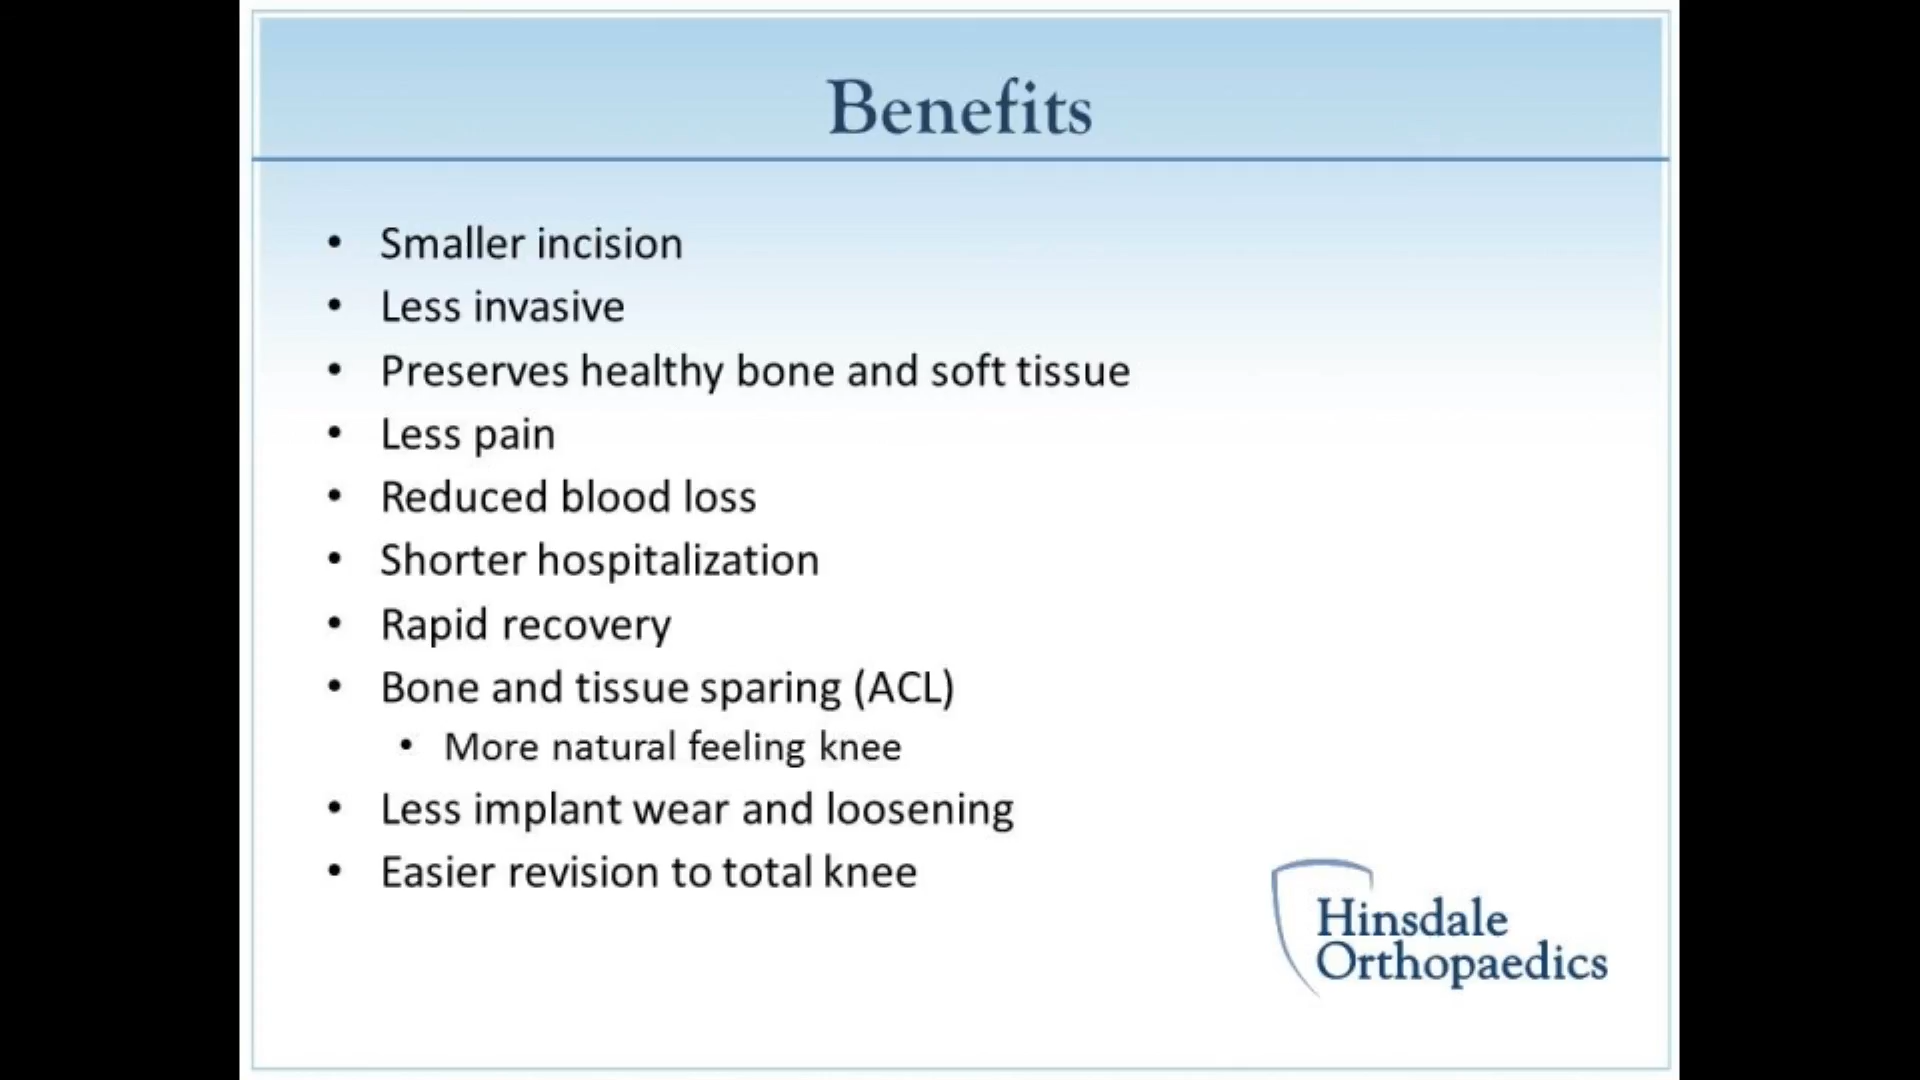 Benefits
• Smaller incision
• Less invasive
• Preserves healthy bone and soft tissue
• Less pain
• Reduced blood loss
• Shorter hospitalization
• Rapid recovery
• Bone and tissue sparing (ACL)
• More natural feeling knee
• Less implant wear and loosening
• Easier revision to total knee
Hinsdale
Orthopaedics